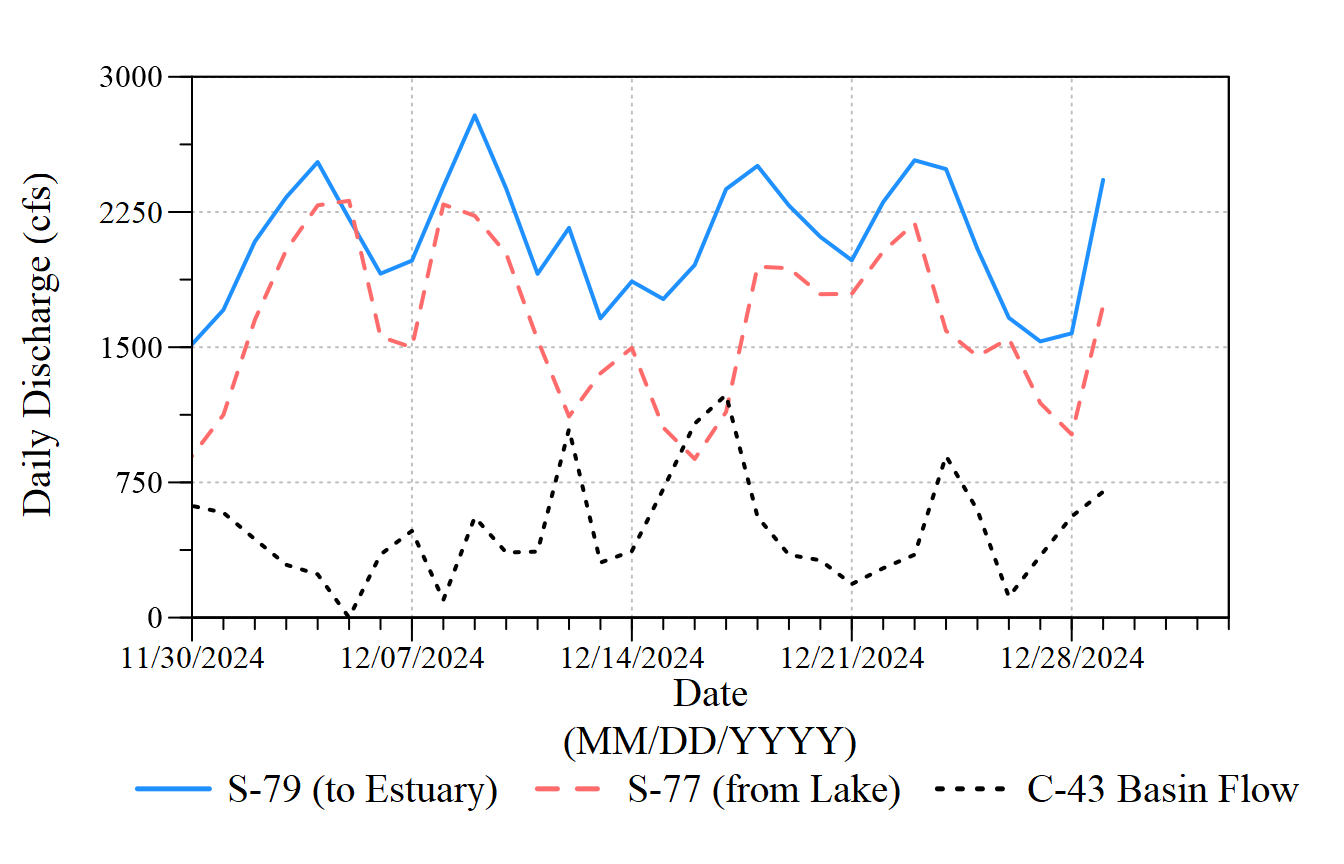 3000
2250
1500
750
0
Daily Discharge (cfs)
11/30/2024 12/07/2024 12/14/2024 12/21/2024 12/28/2024
Date
(MM/DD/YYYY)
S-79 (to Estuary) S-77 (from Lake) C-43 Basin Flow